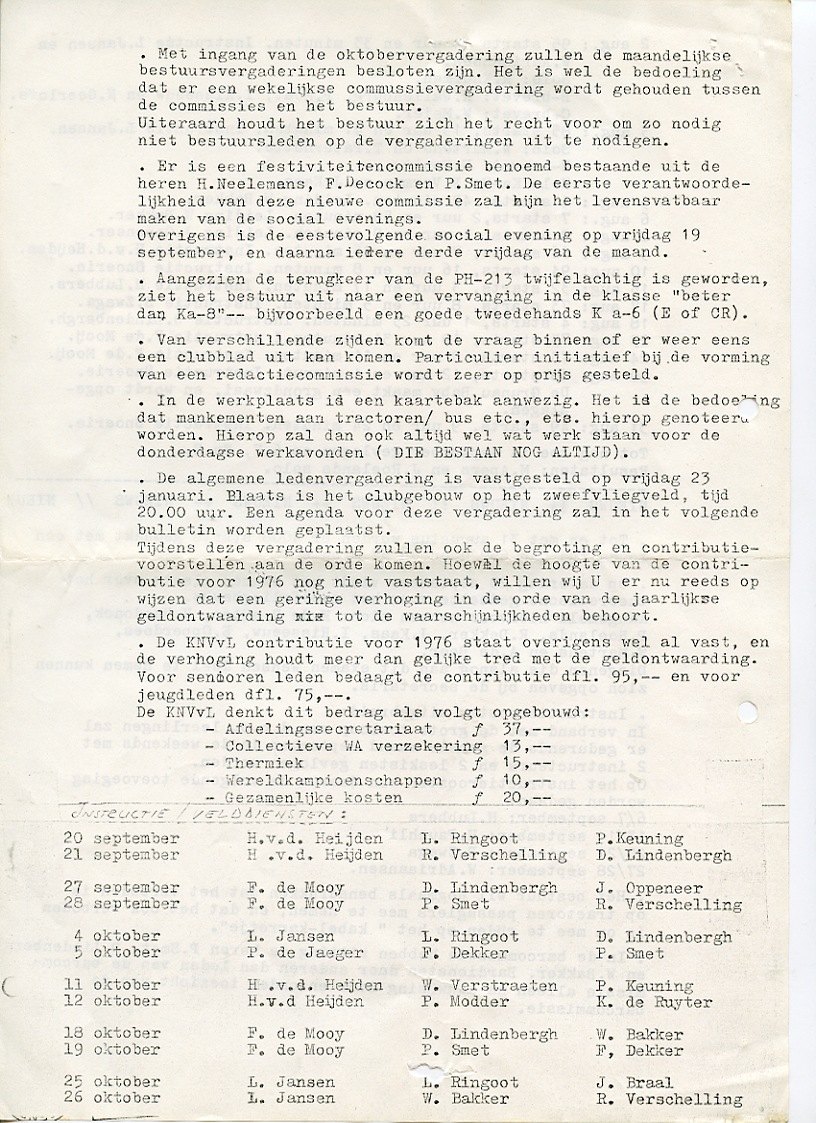 . Met ingang van de oktobervergadering zullen de maandelijkse
bestuursvergaderingen besloten zijn. Het is wel de bedoeling
dat er een wekelijkse commussievergadering wordt gehouden tussen
de commissies en het bestuur.
Uiteraard houdt het bestuur zich het recht voor om zo nodig
niet bestuursleden op de vergaderingen uit te nodigen.
. Er is een festiviteitencommissie benoemd bestaande uit de
heren H.Neelemans, F.Decock en P.Smet. De eerste verantwoorde-
lijkheid van deze nieuwe commissie zal hijn het levensvatbaar
maken van de social evenings.
Overigens is de eestevolgende social evening op vrijdag 19
september, en daarna iedere derde vrijdag van de maand.
. Aangezien de terugkeer van de PH-213 twijfelachtig is geworden,
ziet het bestuur uit naar een vervanging in de klasse "beter
dan Ka-8"-- bijvoorbeeld een goede tweedehands K a-6 (E of CR).
. Van verschillende zijden komt de vraag binnen of er weer eens
een clubblad uit kan komen. Particulier initiatief bij de vorming
van een redactiecommissie wordt zeer op prijs gesteld.
. In de werkplaats id een kaartebak aanwezig. Het id de bedoeling
dat mankementen aan tractoren/ bus etc., ets. hierop genoteerd
worden. Hierop zal dan ook altijd wel wat werk staan voor de
donderdagse werkavonden ( DIE BESTAAN NOG ALTIJD).
. De algemene ledenvergadering is vastgesteld op vrijdag 23
januari. Plaats is het clubgebouw op het zweefvliegveld, tijd
20.00 uur. Een agenda voor deze vergadering zal in het volgende
bulletin worden geplaatst.
Tijdens deze vergadering zullen ook de begroting en contributie-
voorstellen aan de orde komen. Hoewel de hoogte van de contri-
butie voor 1976 nog niet vaststaat, willen wij U er nu reeds op
wijzen dat een geringe verhoging in de orde van de jaarlijkse
geldontwaarding tot de waarschijnlijkheden behoort.
. De KNVvL contributie voor 1976 staat overigens wel al vast, en
de verhoging houdt meer dan gelijke tred met de geldontwaarding.
Voor senioren leden bedaagt de contributie dfl. 95,-- en voor
jeugdleden dfl. 75,--.
De KNVvL denkt dit bedrag als volgt opgebouwd:
- Afdelingssecretariaat f 37,--
- Collectieve WA verzekering 13,--
- Thermiek f 15,--
- Wereldkampioenschappen f 10,--
- Gezamenlijke kosten f 20,--
INSTRUCTIE / VELDDIENSTEN :
20 september H.v.d. Heijden L. Ringoot P.Keuning
21 september H .v.d. Heijden R. Verschelling D. Lindenbergh
27 september F. de Mooy D. Lindenbergh J. Oppeneer
28 september F. de Mooy P. Smet R. Verschelling
4 oktober L. Jansen L. Ringoot D. Lindenbergh
5 oktober P. de Jaeger F. Dekker P. Smet
11 oktober H .v.d. Heijden W. Verstraeten P. Keuning
12 oktober H.v.d Heijden P. Modder K. de Ruyter
18 oktober F. de Mooy D. Lindenbergh W. Bakker
19 oktober F. de Mooy P. Smet F, Dekker
25 oktober L. Jansen L. Ringoot J. Braal
26 oktober L. Jansen W. Bakker R. Verschelling